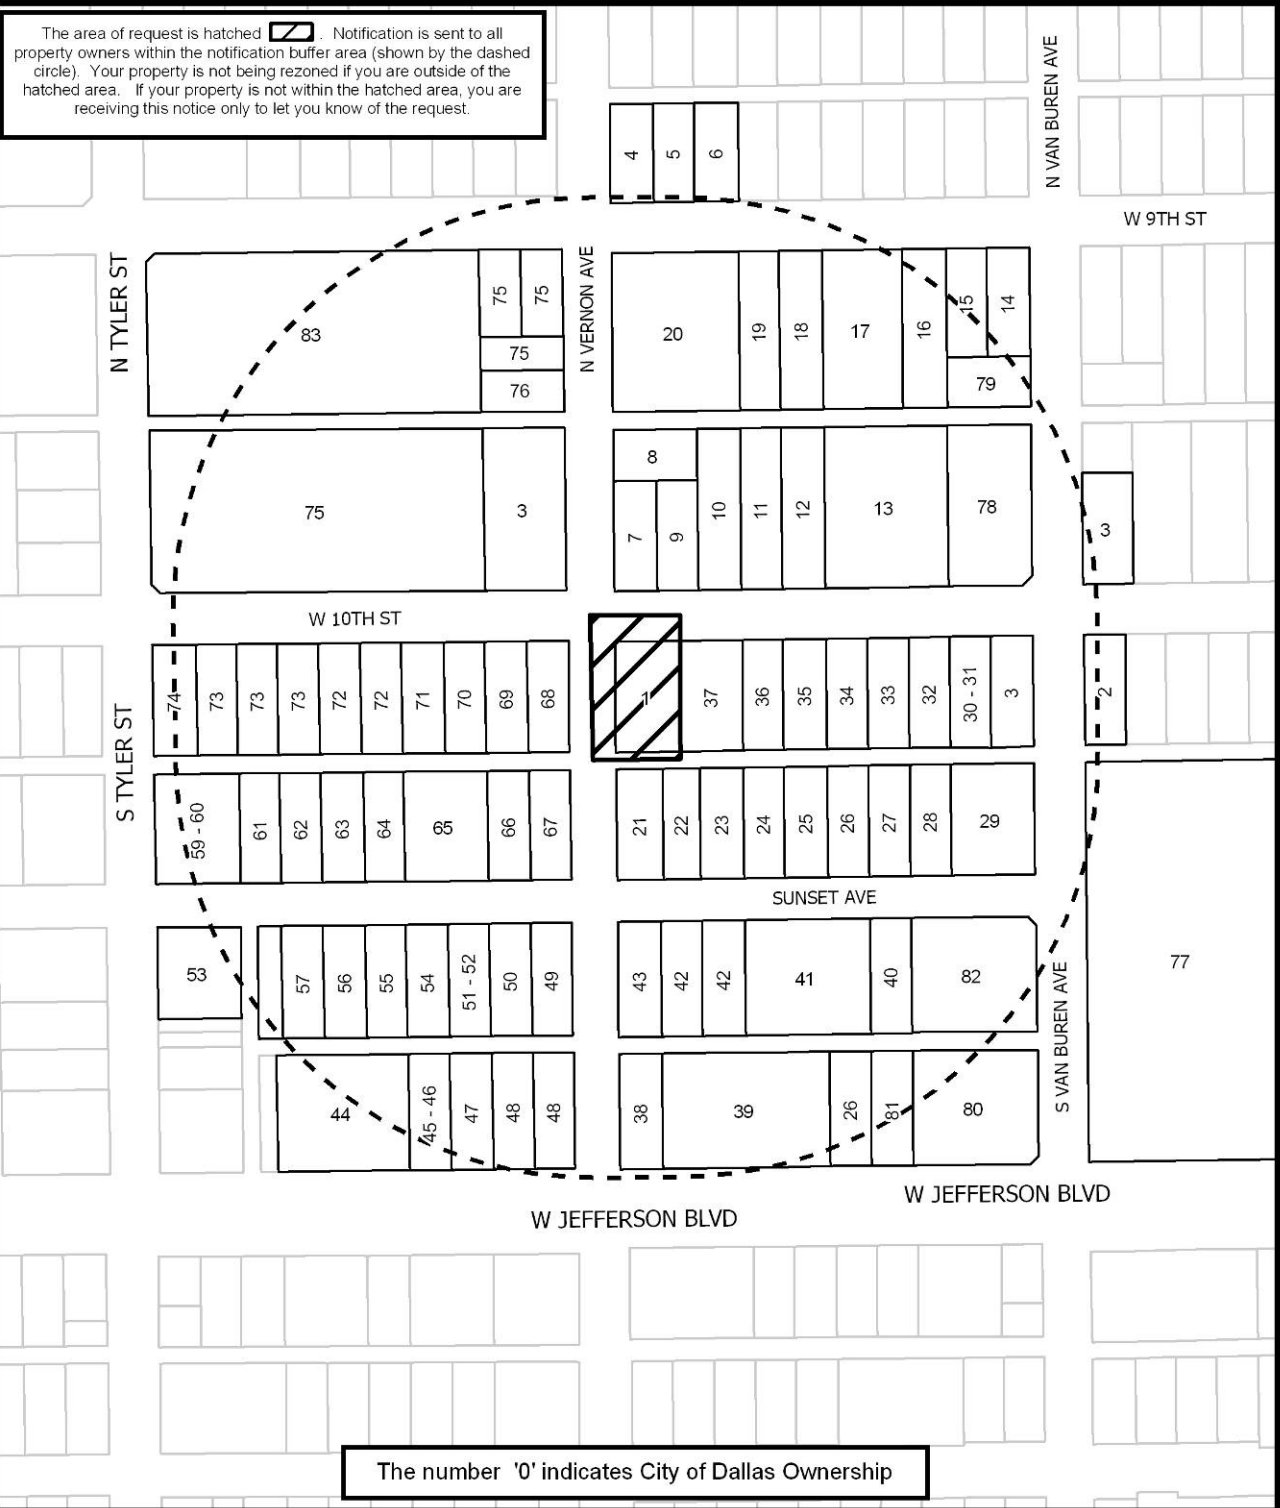 The area of request is hatched . Notification is sent to all
property owners within the notification buffer area (shown by the dashed
circle). Your property is not being rezoned if you are outside of the
hatched area. If your property is not within the hatched area, you are
receiving this notice only to let you know of the request.
N VAN BUREN AVE
4 5 6
W 9TH ST
N TYLER ST
N VERNON AVE
83
75 75
75
76
20 19 18 17 16 15 14
79
75
3
8
7 9 10 11 12 13 78
3
W 10TH ST
74 73 73 73 72 72 71 70 69 68
1 37 36 35 34 33 32 30 - 31 3
2
S TYLER ST
59 - 60 61 62 63 64 65 66 67
21 22 23 24 25 26 27 28 29
SUNSET AVE
53
57 56 55 54 51 - 52 50 49
43 42 42 41 40 82
77
S VAN BUREN AVE
44 45 - 46 47 48 48
38 39 26 81 80
W JEFFERSON BLVD
W JEFFERSON BLVD
The number '0' indicates City of Dallas Ownership